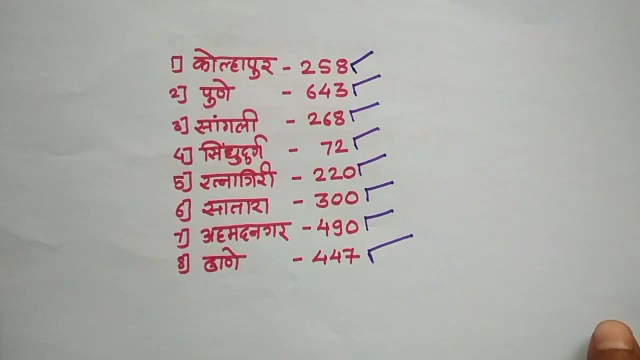 1] कोल्हापुर - 258
2] पुणे - 643
3] सांगली - 268
4] सिंधुदुर्ग - 72
5] रत्नागिरी - 220
6] सातारा - 300
7] अहमदनगर - 490
8] ठाणे - 447